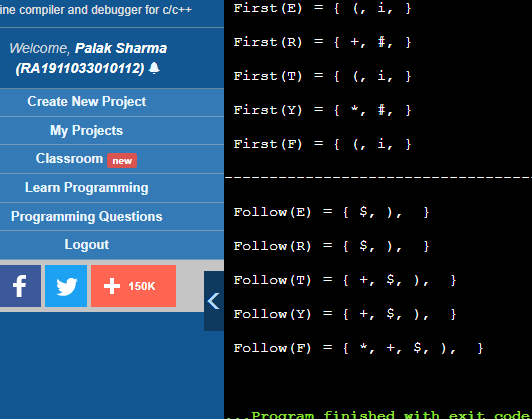 ine compiler and debugger for c/c++
Welcome, Palak Sharma
(RA1911033010112)
Create New Project
My Projects
Classroom new
Learn Programming
Programming Questions
Logout
f + 150K
<
First(E) = { (, i, }
First(R) = { +, #, }
First(T) = { (, i, }
First(Y) = { *, #, }
First(F) = { (, i, }
--------------------------------
Follow(E) = { $, ),  }
Follow(R) = { $, ),  }
Follow(T) = { +, $, ),  }
Follow(Y) = { +, $, ),  }
Follow(F) = { *, +, $, ),  }
...Program finished with exit code